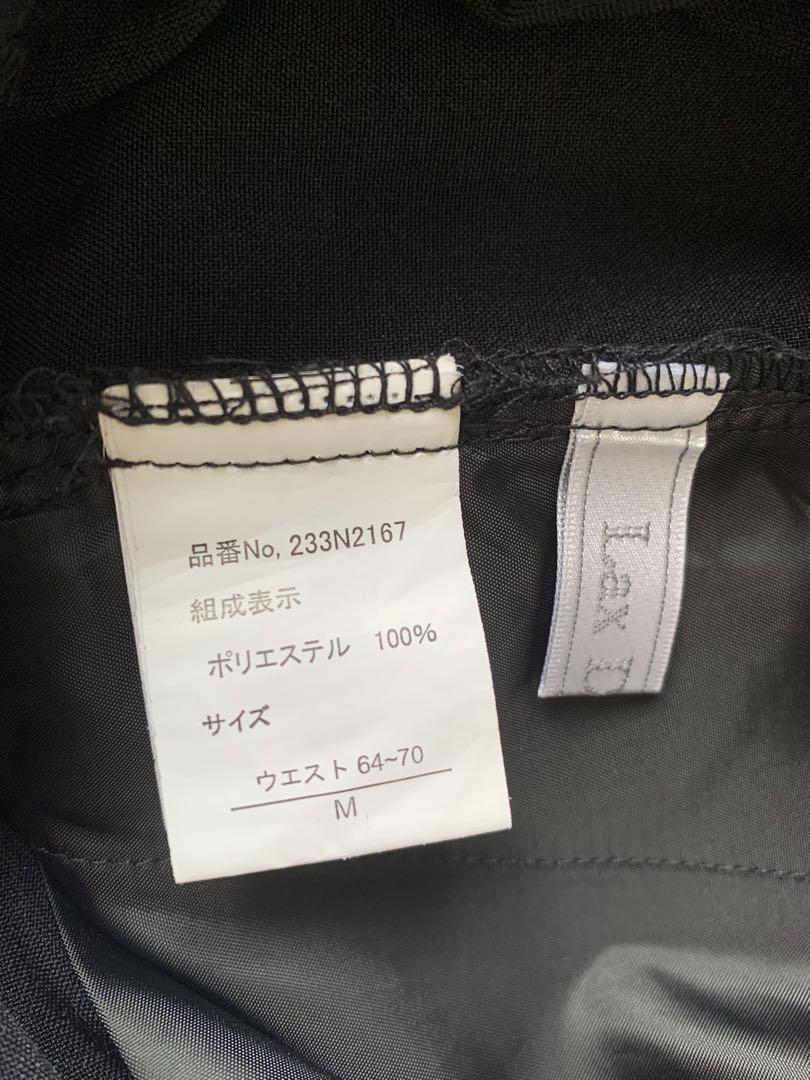 品番No, 233N2167
組成表示
ポリエステル 100%
サイズ
ウエスト 64~70
M
Lax